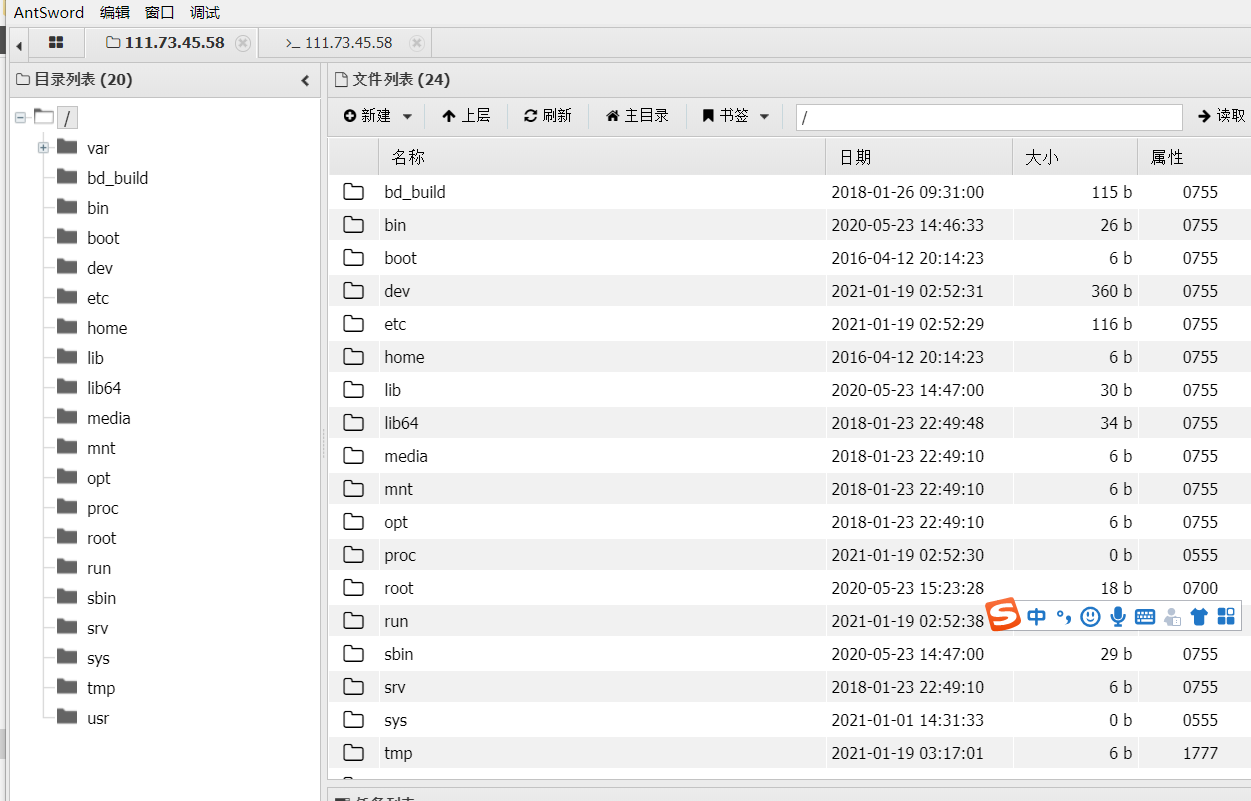 AntSword 编辑 窗口 调试
111.73.45.58 >_ 111.73.45.58
目录列表 (20)
/
var
bd_build
bin
boot
dev
etc
home
lib
lib64
media
mnt
opt
proc
root
run
sbin
srv
sys
tmp
usr
文件列表 (24)
新建 上层 刷新 主目录 书签 / 读取
名称 日期 大小 属性
bd_build 2018-01-26 09:31:00 115 b 0755
bin 2020-05-23 14:46:33 26 b 0755
boot 2016-04-12 20:14:23 6 b 0755
dev 2021-01-19 02:52:31 360 b 0755
etc 2021-01-19 02:52:29 116 b 0755
home 2016-04-12 20:14:23 6 b 0755
lib 2020-05-23 14:47:00 30 b 0755
lib64 2018-01-23 22:49:48 34 b 0755
media 2018-01-23 22:49:10 6 b 0755
mnt 2018-01-23 22:49:10 6 b 0755
opt 2018-01-23 22:49:10 6 b 0755
proc 2021-01-19 02:52:30 0 b 0555
root 2020-05-23 15:23:28 18 b 0700
run 2021-01-19 02:52:38
中
sbin 2020-05-23 14:47:00 29 b 0755
srv 2018-01-23 22:49:10 6 b 0755
sys 2021-01-01 14:31:33 0 b 0555
tmp 2021-01-19 03:17:01 6 b 1777